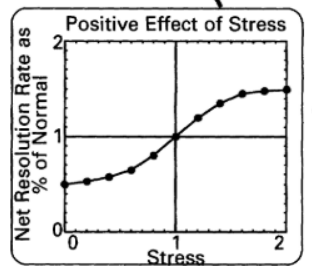 Positive Effect of Stress
Net Resolution Rate as
% of Normal
2
1
0
0
1
2
Stress